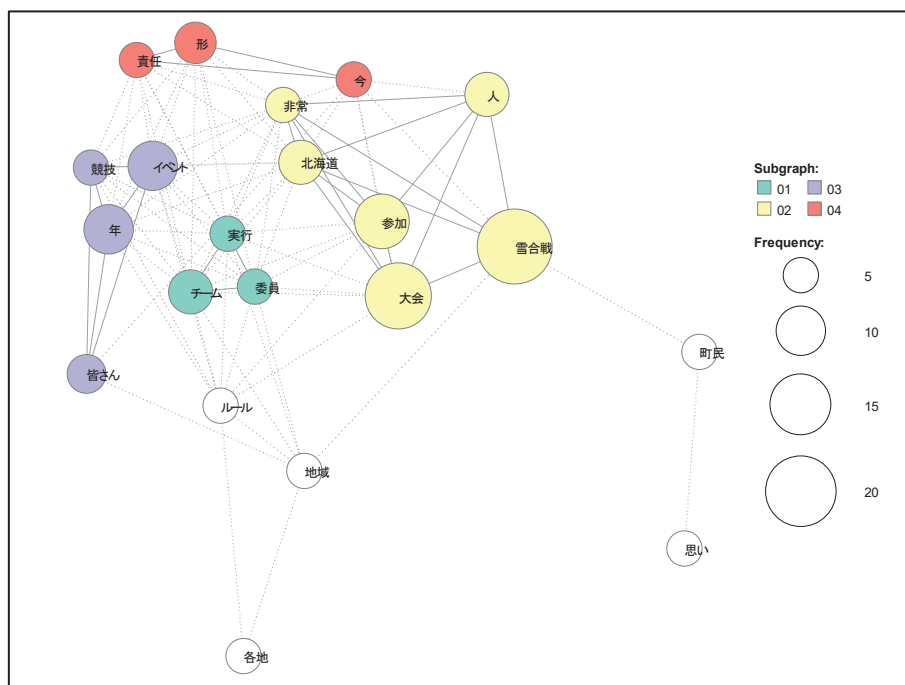 形
責任
今
人
非常
北海道
競技
イベント
参加
年
実行
雪合戦
チーム
委員
大会
町民
皆さん
ルール
地域
思い
各地
Subgraph:
01
03
02
04
Frequency:
5
10
15
20